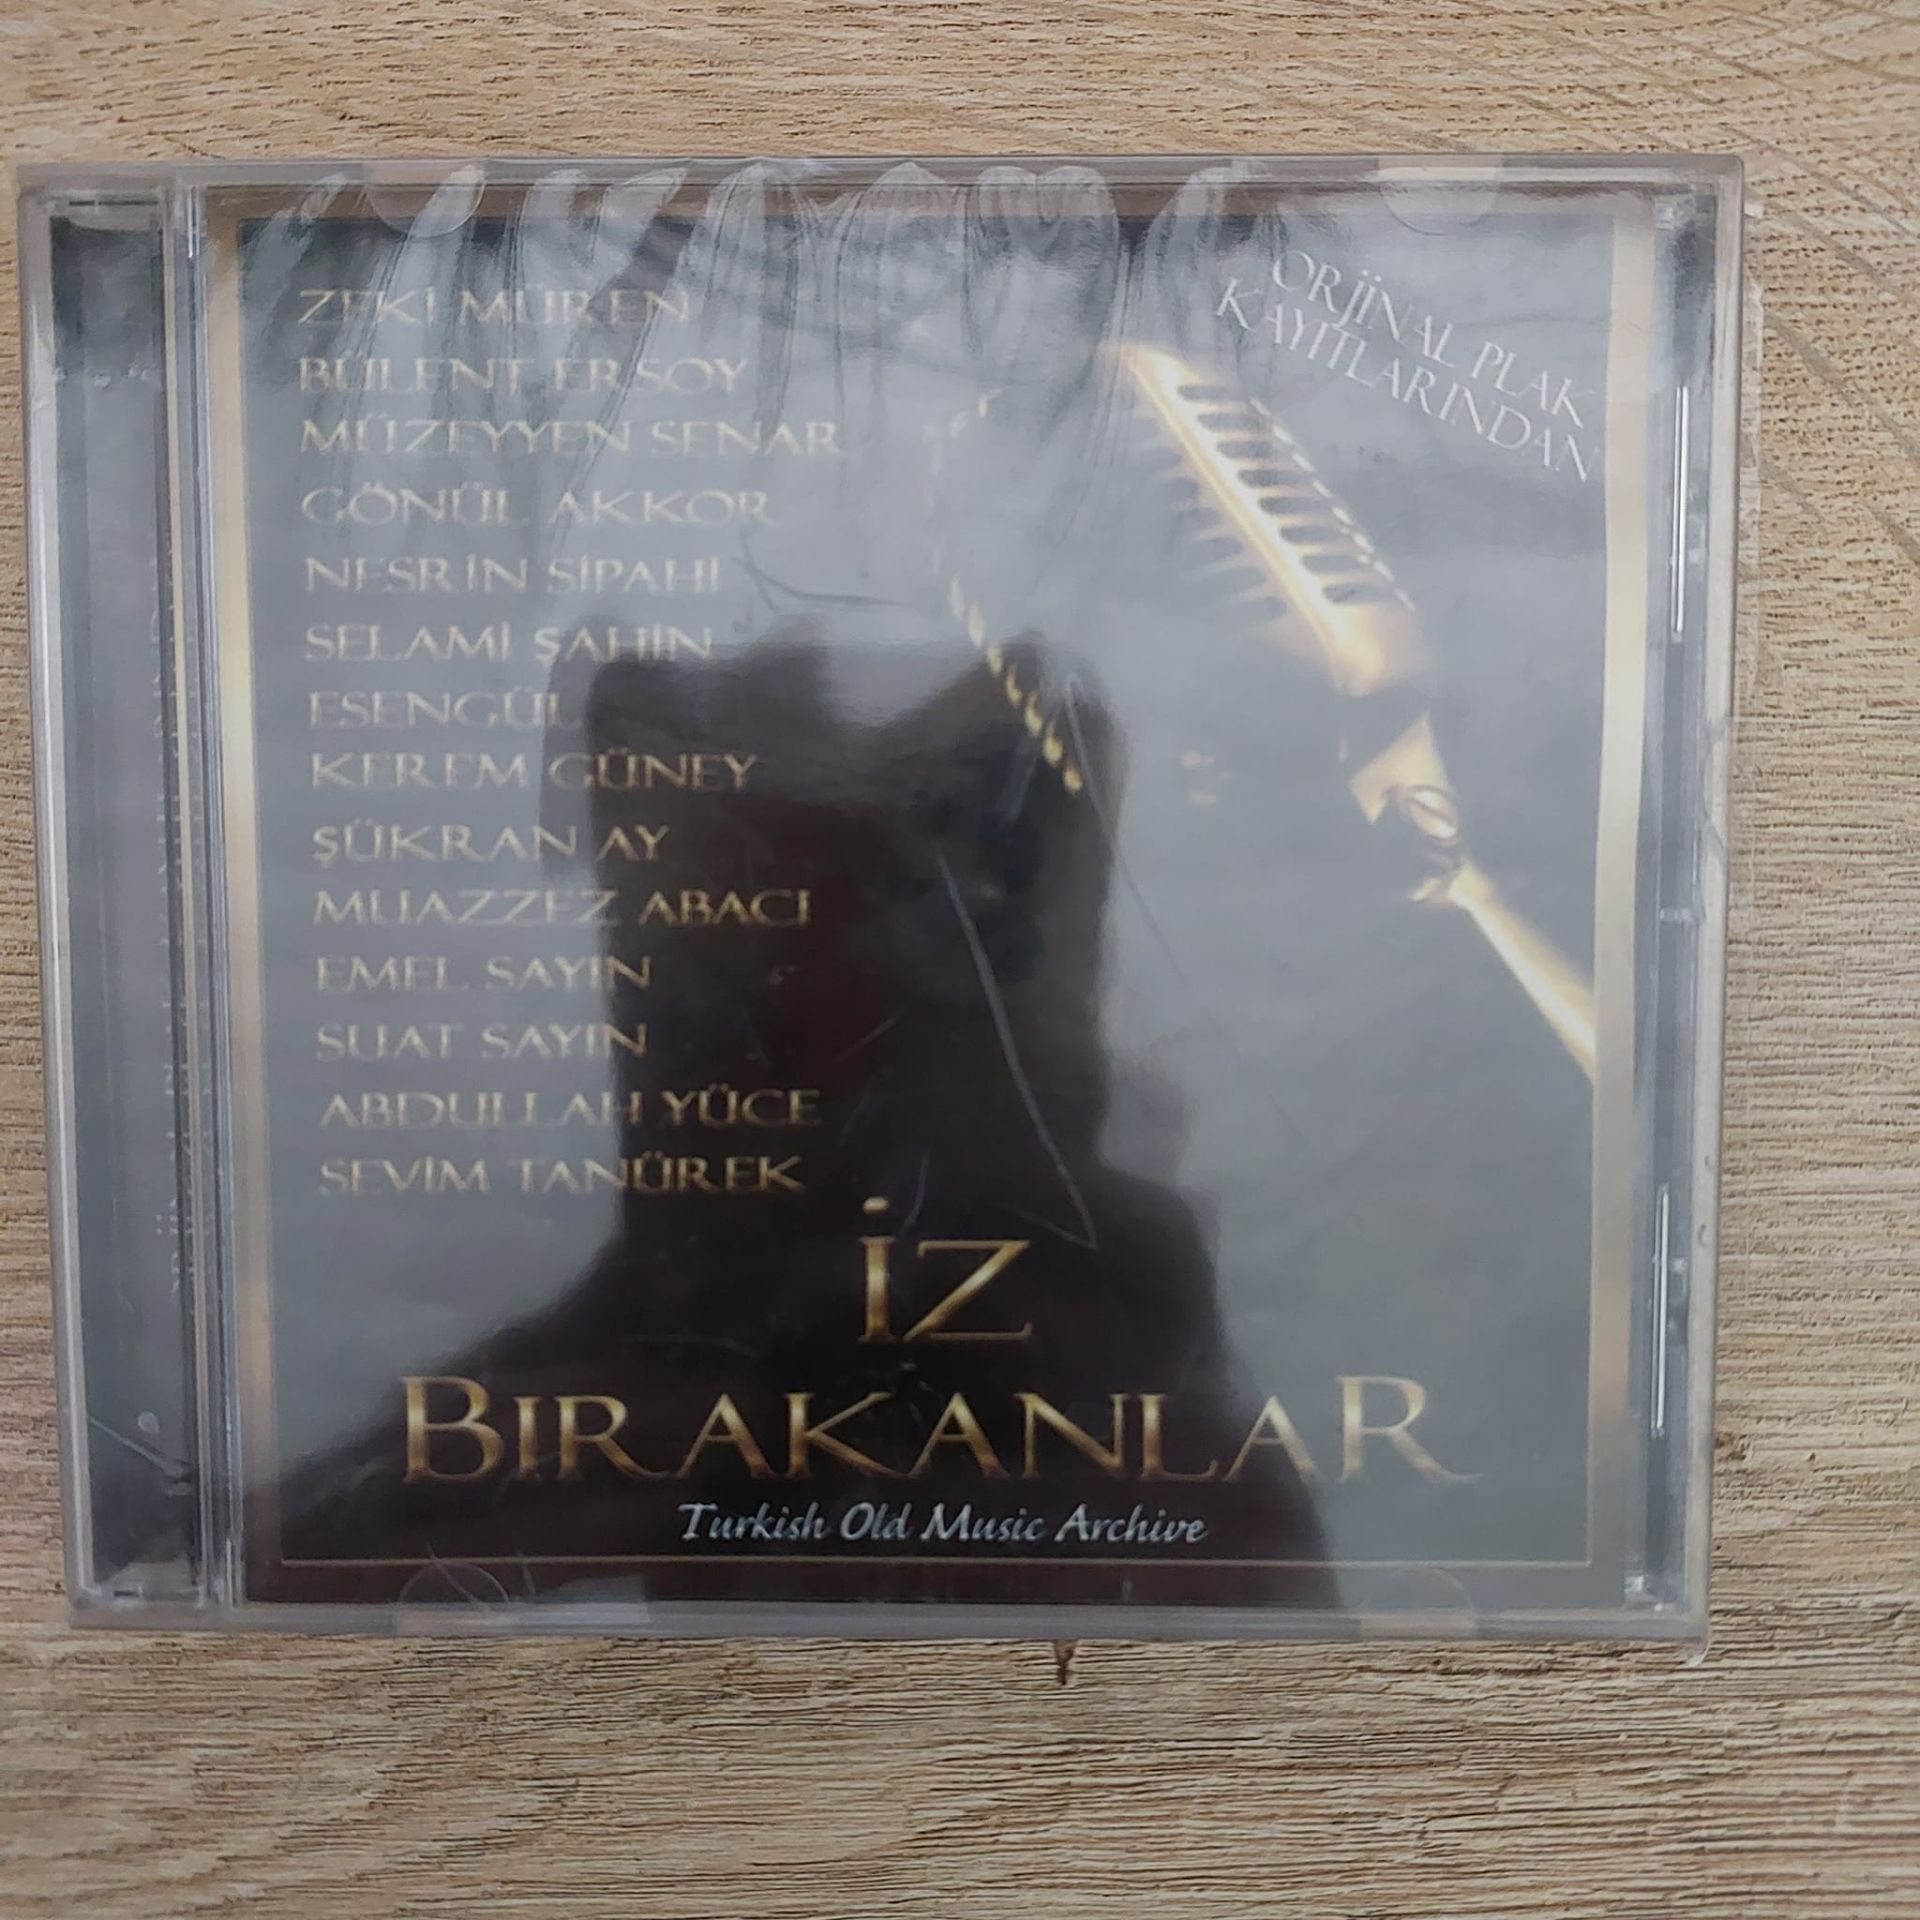 ORJİNAL PLAK
KAYITLARINDAN
ZEKİ MÜREN
BÜLENT ERSOY
MÜZEYYEN SENAR
GÖNÜL AKKOR
NESRİN SİPAHİ
SELAMİ ŞAHİN
ESENGÜL
KEREM GÜNEY
ŞÜKRAN AY
MUAZZEZ ABACI
EMEL SAYIN
SUAT SAYIN
ABDULLAH YÜCE
SEVİM TANÜREK
İZ
BIRAKANLAR
Turkish Old Music Archive